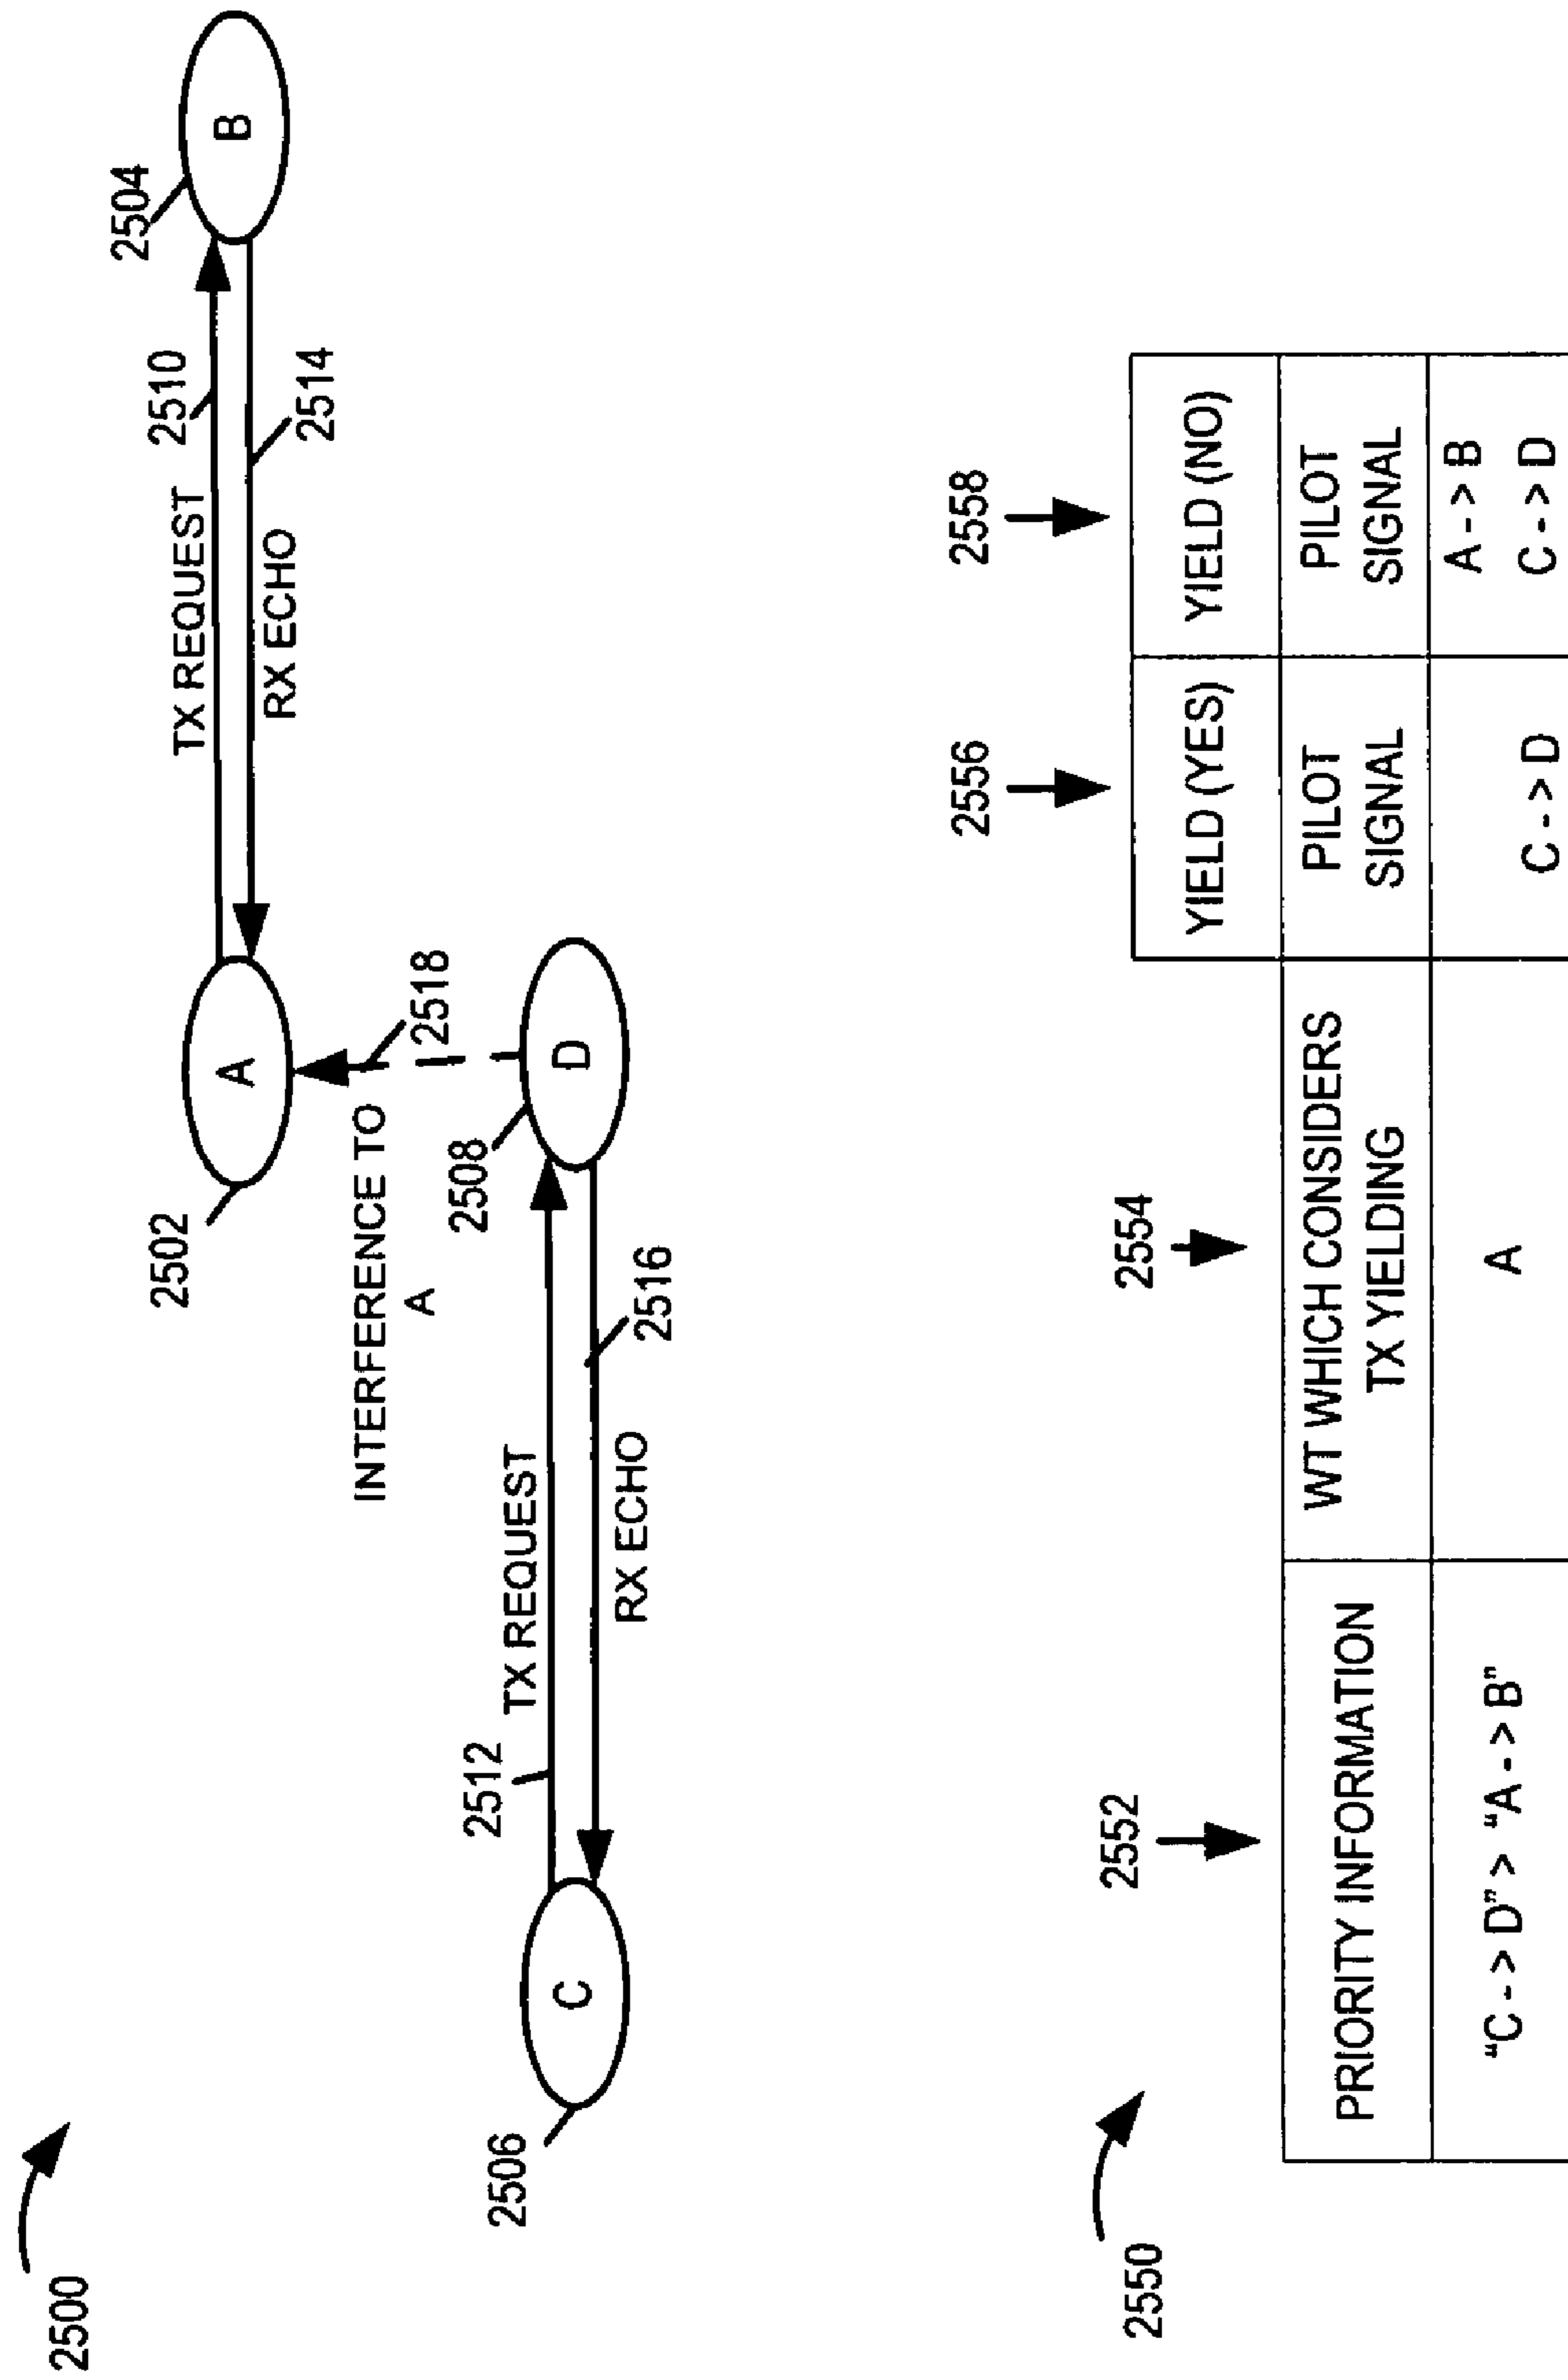 2500
2502
A
TX REQUEST
2510
2504
B
RX ECHO
2514
INTERFERENCE TO
A
2518
2506
C
2512
TX REQUEST
2508
D
RX ECHO
2516
2550
2552
2554
2556
2558
YIELD (YES)
YIELD (NO)
PRIORITY INFORMATION
WT WHICH CONSIDERS
TX YIELDING
PILOT
SIGNAL
PILOT
SIGNAL
“C - > D” > “A - > B”
A
C - > D
A - > B
C - > D